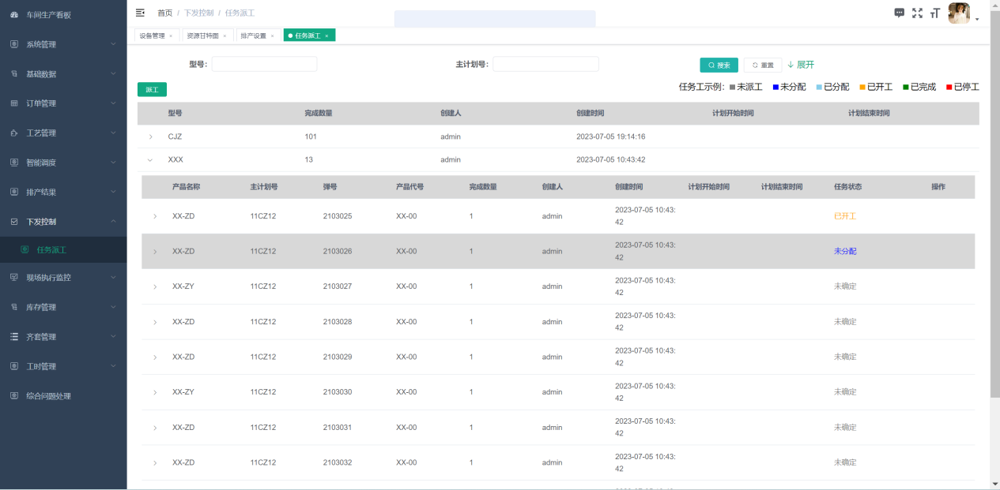 车间生产看板
系统管理
基础数据
订单管理
工艺管理
智能调度
排产结果
下发控制
任务派工
现场执行监控
库存管理
齐套管理
工时管理
综合问题处理
首页 / 下发控制 / 任务派工
设备管理 × 资源甘特图 × 排产设置 × 任务派工 ×
型号: 主计划号: 搜索 重置 展开
派工 任务工示例: 未派工 未分配 已分配 已开工 已完成 已停工
型号 完成数量 创建人 创建时间 计划开始时间 计划结束时间
CJZ 101 admin 2023-07-05 19:14:16
XXX 13 admin 2023-07-05 10:43:42
产品名称 主计划号 弹号 产品代号 完成数量 创建人 创建时间 计划开始时间 计划结束时间 任务状态 操作
XX-ZD 11CZ12 2103025 XX-00 1 admin 2023-07-05 10:43: 已开工
42
XX-ZD 11CZ12 2103026 XX-00 1 admin 2023-07-05 10:43: 未分配
42
XX-ZY 11CZ12 2103027 XX-00 1 admin 2023-07-05 10:43: 未确定
42
XX-ZD 11CZ12 2103028 XX-00 1 admin 2023-07-05 10:43: 未确定
42
XX-ZD 11CZ12 2103029 XX-00 1 admin 2023-07-05 10:43: 未确定
42
XX-ZY 11CZ12 2103030 XX-00 1 admin 2023-07-05 10:43: 未确定
42
XX-ZD 11CZ12 2103031 XX-00 1 admin 2023-07-05 10:43: 未确定
42
XX-ZD 11CZ12 2103032 XX-00 1 admin 2023-07-05 10:43: 未确定
42